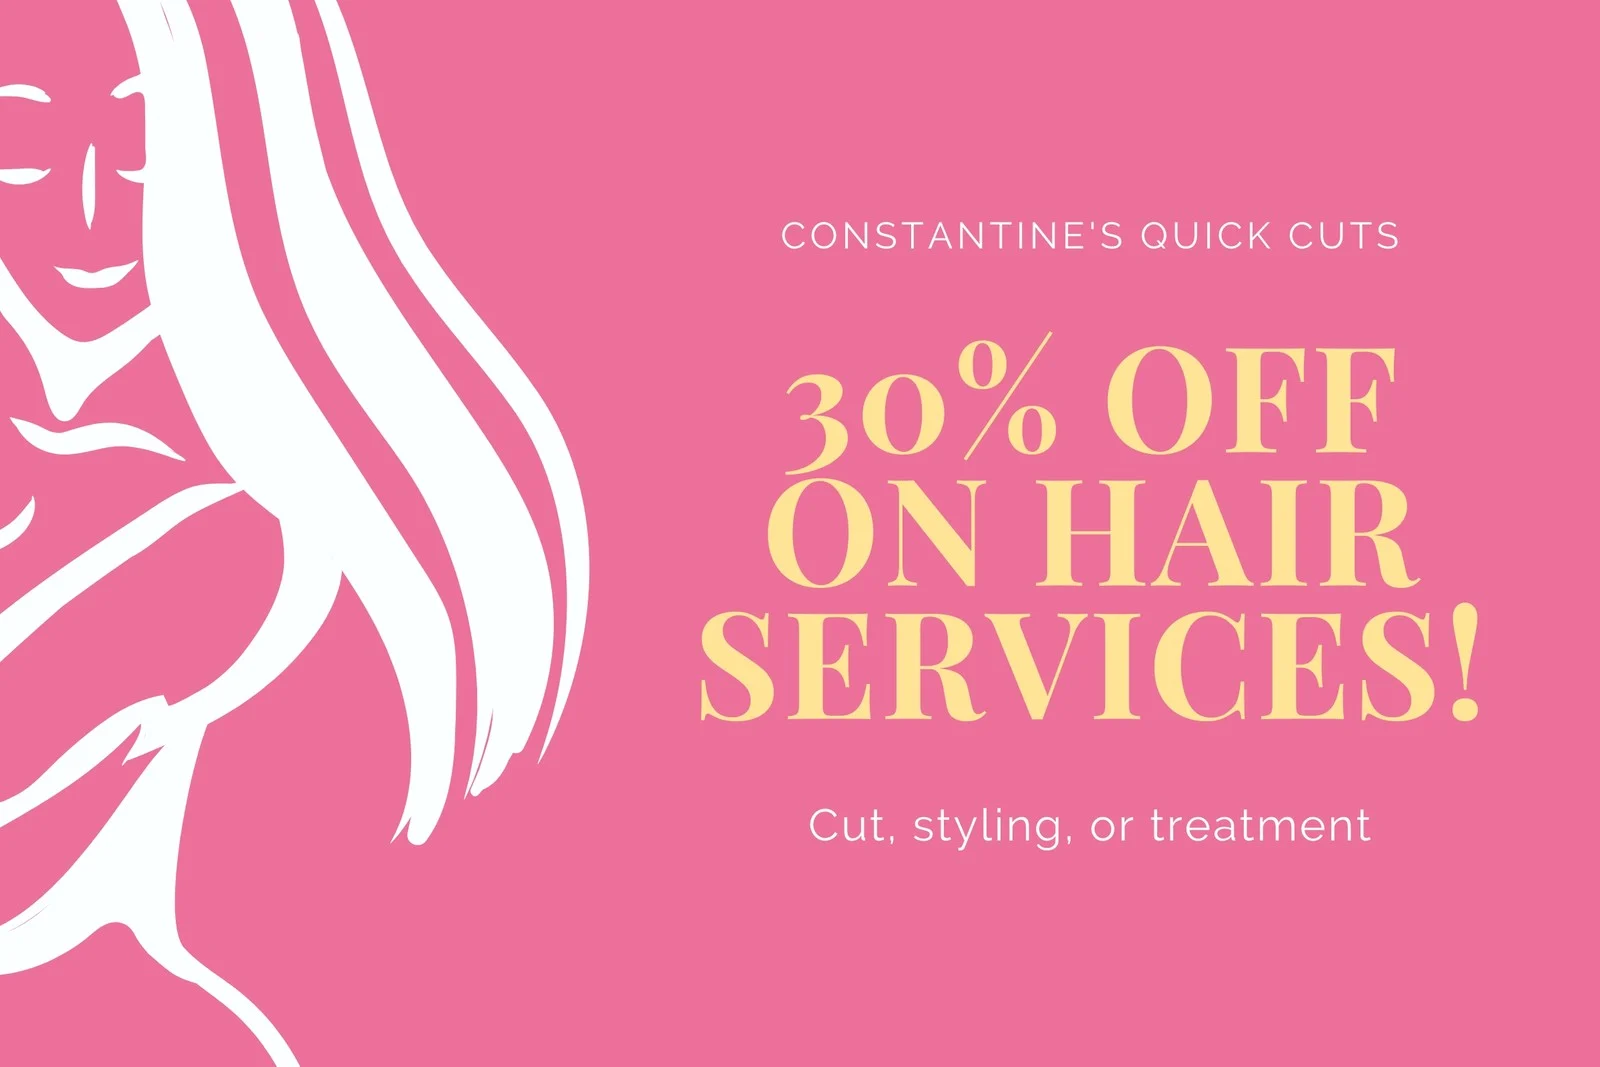 CONSTANTINE'S QUICK CUTS
30% OFF
ON HAIR
SERVICES!
Cut, styling, or treatment